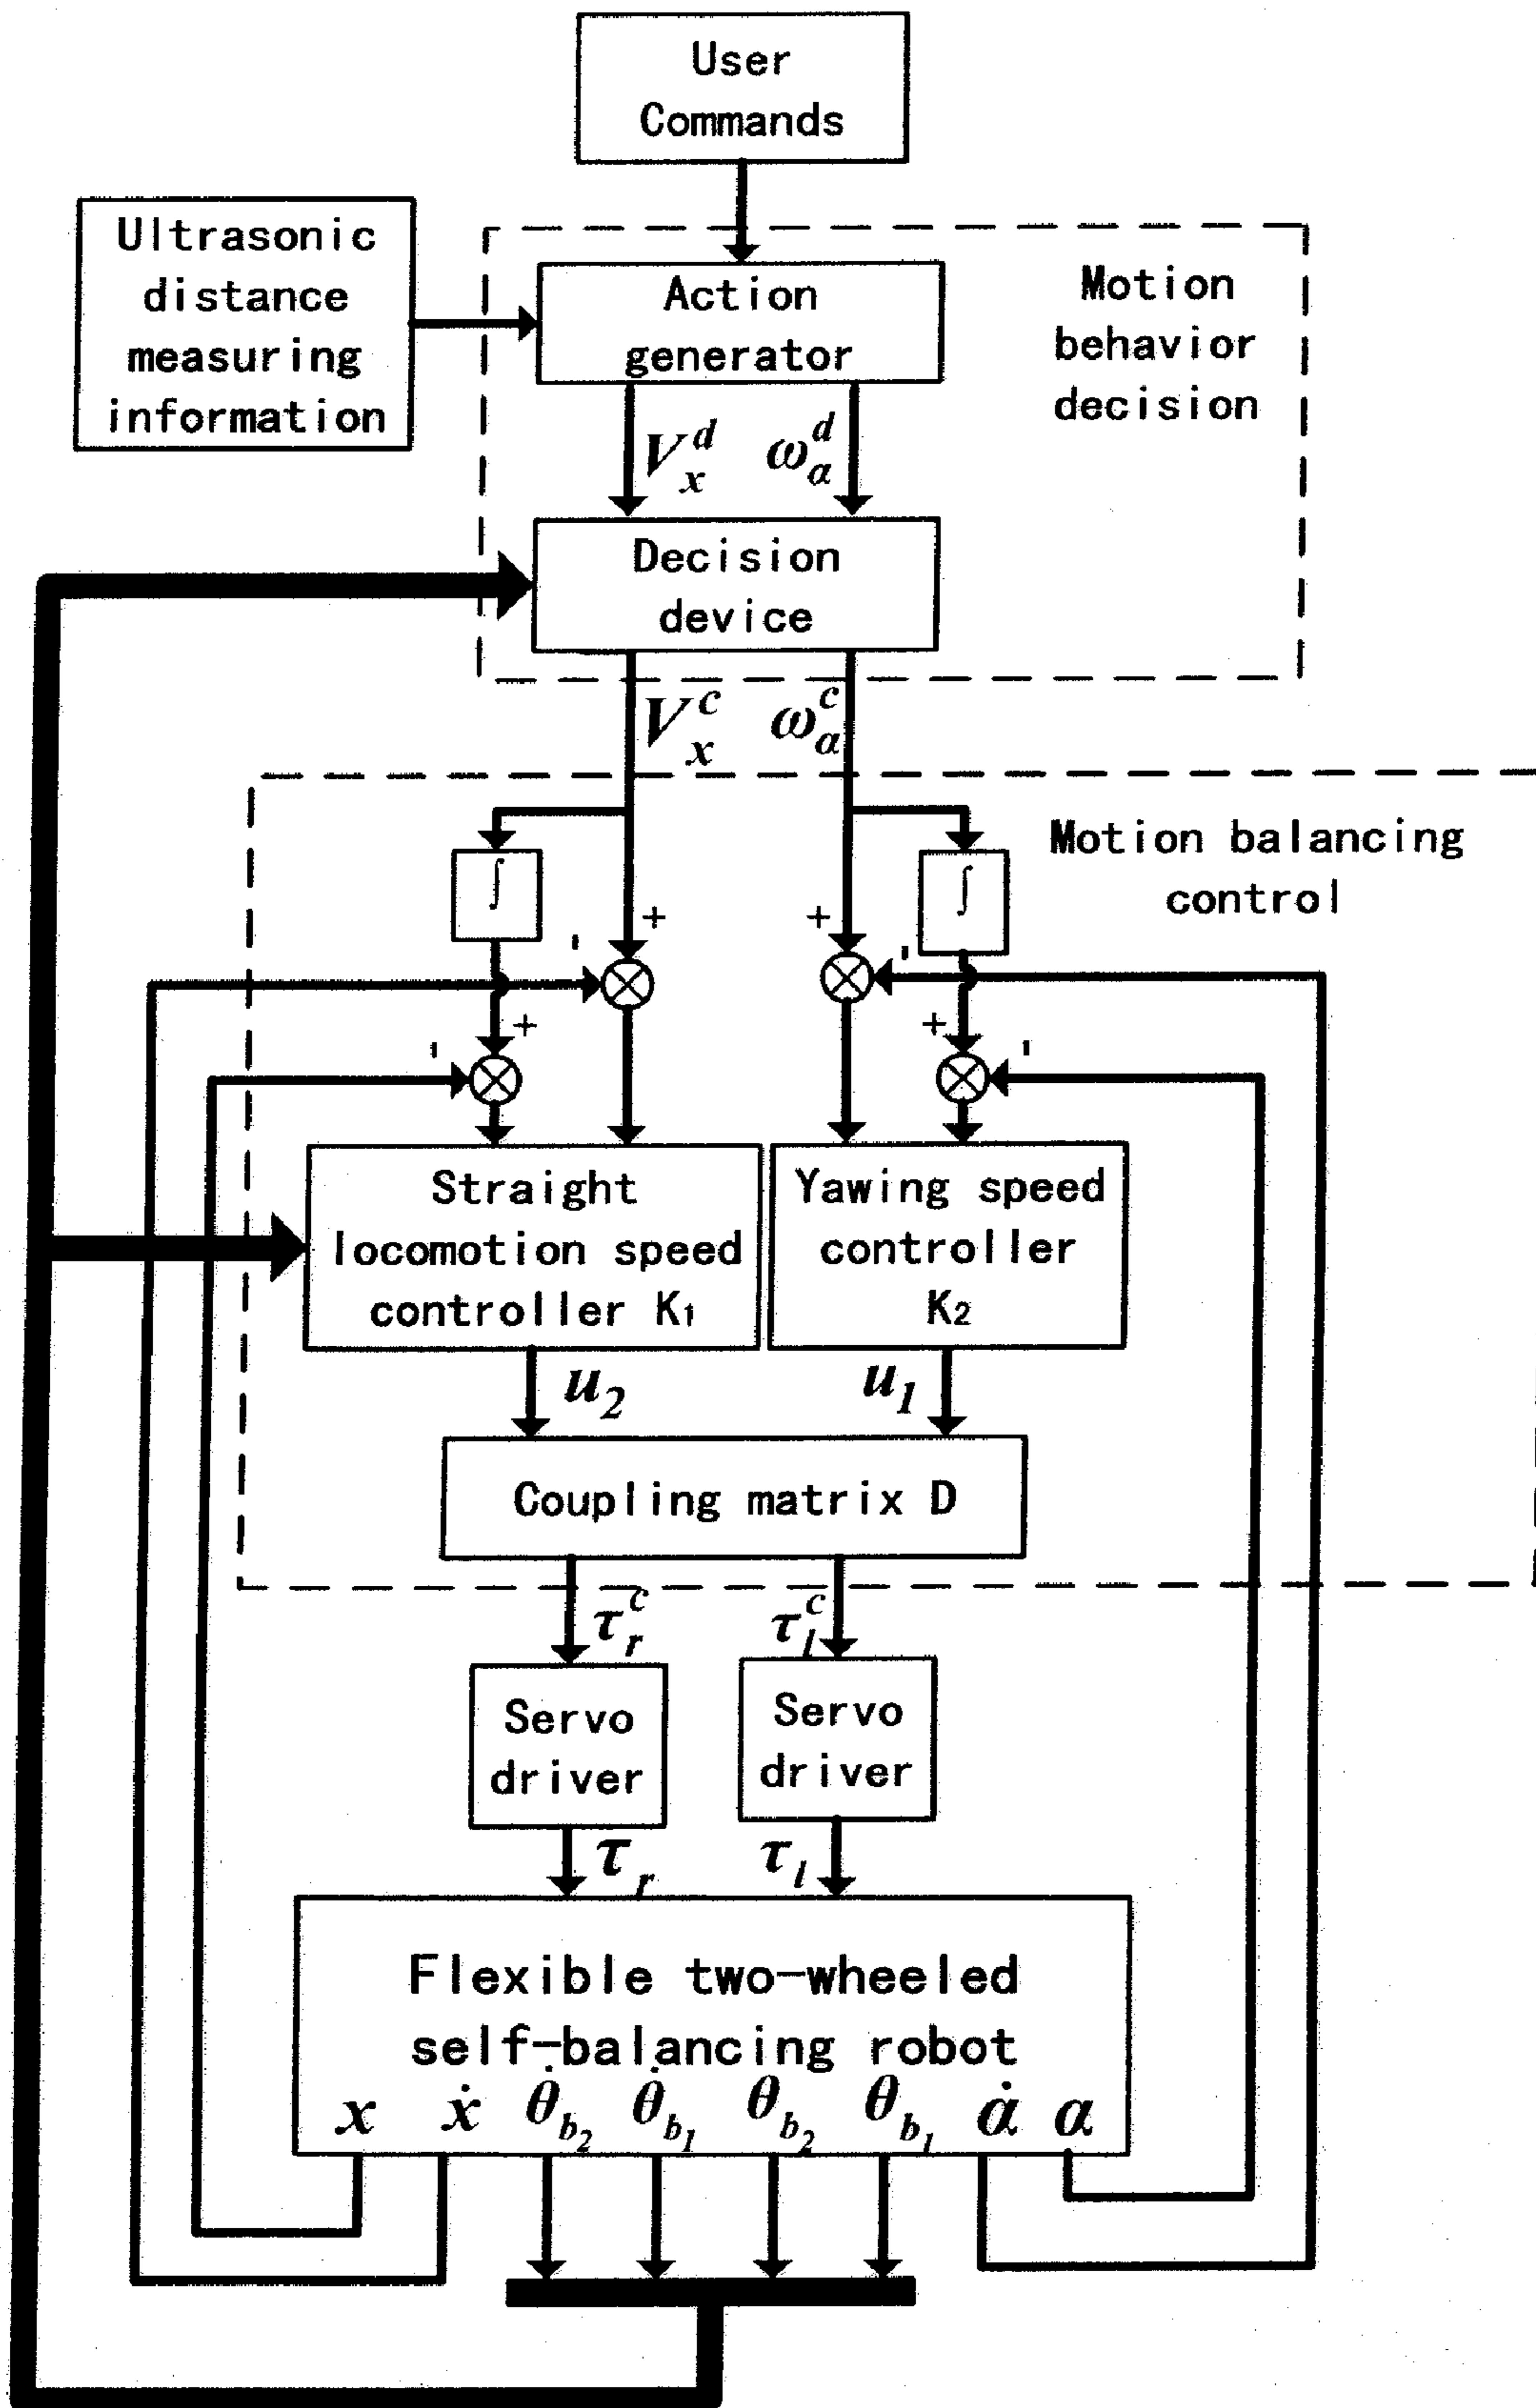 User
Commands
Ultrasonic
distance
measuring
information
Action
generator
Motion
behavior
decision
V_x^d ω_α^d
Decision
device
V_x^c ω_α^c
Motion balancing
control
∫ ∫
+ +
' '
+ +
' '
Straight
locomotion speed
controller K₁
Yawing speed
controller
K₂
u₂ u₁
Coupling matrix D
τ_r^c τ_l^c
Servo
driver
Servo
driver
τ_r τ_l
Flexible two-wheeled
self-balancing robot
x ẋ θ̇_b₂ θ̇_b₁ θ_b₂ θ_b₁ α̇ α